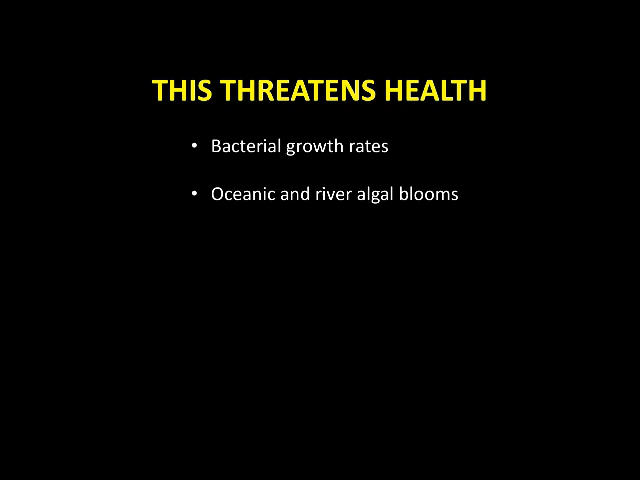 THIS THREATENS HEALTH
• Bacterial growth rates
• Oceanic and river algal blooms